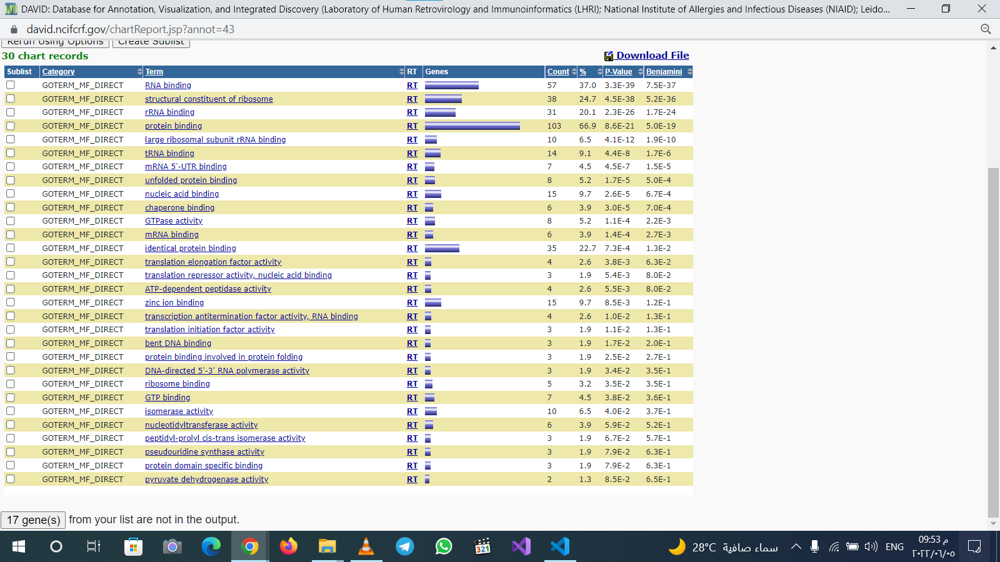 DAVID: Database for Annotation, Visualization, and Integrated Discovery (Laboratory of Human Retrovirology and Immunoinformatics (LHRI); National Institute of Allergies and Infectious Diseases (NIAID); Leido...
david.ncifcrf.gov/chartReport.jsp?annot=43
Rerun Using Options Create Sublist
30 chart records Download File
Sublist Category Term RT Genes Count % P-Value Benjamini
GOTERM_MF_DIRECT RNA binding RT 57 37.0 3.3E-39 7.5E-37
GOTERM_MF_DIRECT structural constituent of ribosome RT 38 24.7 4.5E-38 5.2E-36
GOTERM_MF_DIRECT rRNA binding RT 31 20.1 2.3E-26 1.7E-24
GOTERM_MF_DIRECT protein binding RT 103 66.9 8.6E-21 5.0E-19
GOTERM_MF_DIRECT large ribosomal subunit rRNA binding RT 10 6.5 4.1E-12 1.9E-10
GOTERM_MF_DIRECT tRNA binding RT 14 9.1 4.4E-8 1.7E-6
GOTERM_MF_DIRECT mRNA 5'-UTR binding RT 7 4.5 4.5E-7 1.5E-5
GOTERM_MF_DIRECT unfolded protein binding RT 8 5.2 1.7E-5 5.0E-4
GOTERM_MF_DIRECT nucleic acid binding RT 15 9.7 2.6E-5 6.7E-4
GOTERM_MF_DIRECT chaperone binding RT 6 3.9 3.0E-5 7.0E-4
GOTERM_MF_DIRECT GTPase activity RT 8 5.2 1.1E-4 2.2E-3
GOTERM_MF_DIRECT mRNA binding RT 6 3.9 1.4E-4 2.7E-3
GOTERM_MF_DIRECT identical protein binding RT 35 22.7 7.3E-4 1.3E-2
GOTERM_MF_DIRECT translation elongation factor activity RT 4 2.6 3.8E-3 6.3E-2
GOTERM_MF_DIRECT translation repressor activity, nucleic acid binding RT 3 1.9 5.4E-3 8.0E-2
GOTERM_MF_DIRECT ATP-dependent peptidase activity RT 4 2.6 5.5E-3 8.0E-2
GOTERM_MF_DIRECT zinc ion binding RT 15 9.7 8.5E-3 1.2E-1
GOTERM_MF_DIRECT transcription antitermination factor activity, RNA binding RT 4 2.6 1.0E-2 1.3E-1
GOTERM_MF_DIRECT translation initiation factor activity RT 3 1.9 1.1E-2 1.3E-1
GOTERM_MF_DIRECT bent DNA binding RT 3 1.9 1.7E-2 2.0E-1
GOTERM_MF_DIRECT protein binding involved in protein folding RT 3 1.9 2.5E-2 2.7E-1
GOTERM_MF_DIRECT DNA-directed 5'-3' RNA polymerase activity RT 3 1.9 3.4E-2 3.5E-1
GOTERM_MF_DIRECT ribosome binding RT 5 3.2 3.5E-2 3.5E-1
GOTERM_MF_DIRECT GTP binding RT 7 4.5 3.8E-2 3.6E-1
GOTERM_MF_DIRECT isomerase activity RT 10 6.5 4.0E-2 3.7E-1
GOTERM_MF_DIRECT nucleotidyltransferase activity RT 6 3.9 5.9E-2 5.2E-1
GOTERM_MF_DIRECT peptidyl-prolyl cis-trans isomerase activity RT 3 1.9 6.7E-2 5.7E-1
GOTERM_MF_DIRECT pseudouridine synthase activity RT 3 1.9 7.9E-2 6.3E-1
GOTERM_MF_DIRECT protein domain specific binding RT 3 1.9 7.9E-2 6.3E-1
GOTERM_MF_DIRECT pyruvate dehydrogenase activity RT 2 1.3 8.5E-2 6.5E-1
17 gene(s) from your list are not in the output.
321
28°C سماء صافية ENG
09:53 م
٢٠٢٢/٠٦/٠٥